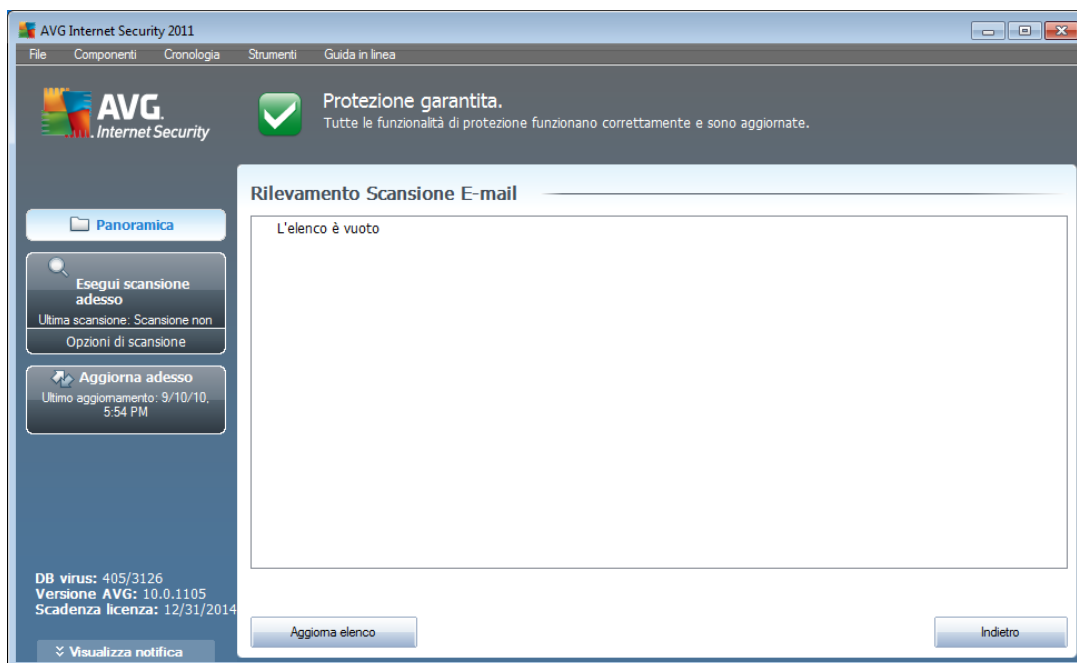 AVG Internet Security 2011
File Componenti Cronologia Strumenti Guida in linea
AVG.
Internet Security
Protezione garantita.
Tutte le funzionalità di protezione funzionano correttamente e sono aggiornate.
Rilevamento Scansione E-mail
Panoramica
L'elenco è vuoto
Esegui scansione
adesso
Ultima scansione: Scansione non
Opzioni di scansione
Aggiorna adesso
Ultimo aggiornamento: 9/10/10,
5:54 PM
DB virus: 405/3126
Versione AVG: 10.0.1105
Scadenza licenza: 12/31/2014
Visualizza notifica
Aggiorna elenco
Indietro